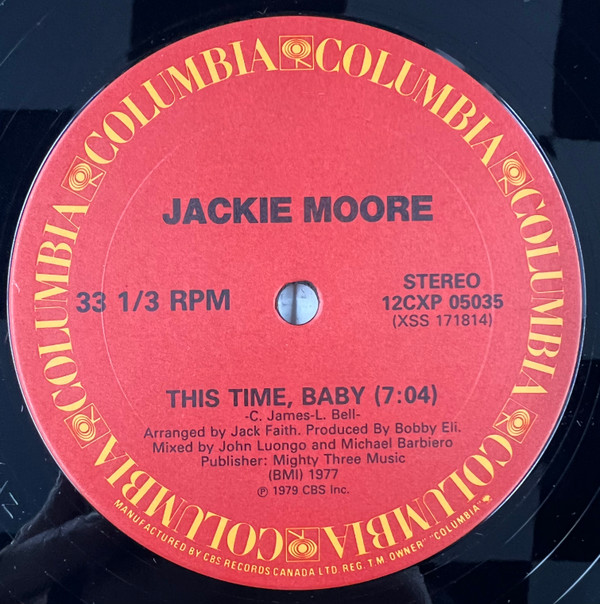 COLUMBIA COLUMBIA COLUMBIA COLUMBIA COLUMBIA COLUMBIA COLUMBIA COLUMBIA
JACKIE MOORE
33 1/3 RPM
STEREO
12CXP 05035
(XSS 171814)
THIS TIME, BABY (7:04)
-C. James-L. Bell-
Arranged by Jack Faith. Produced By Bobby Eli.
Mixed by John Luongo and Michael Barbiero
Publisher: Mighty Three Music
(BMI) 1977
℗ 1979 CBS Inc.
MANUFACTURED BY CBS RECORDS CANADA LTD. REG. T.M OWNER "COLUMBIA"